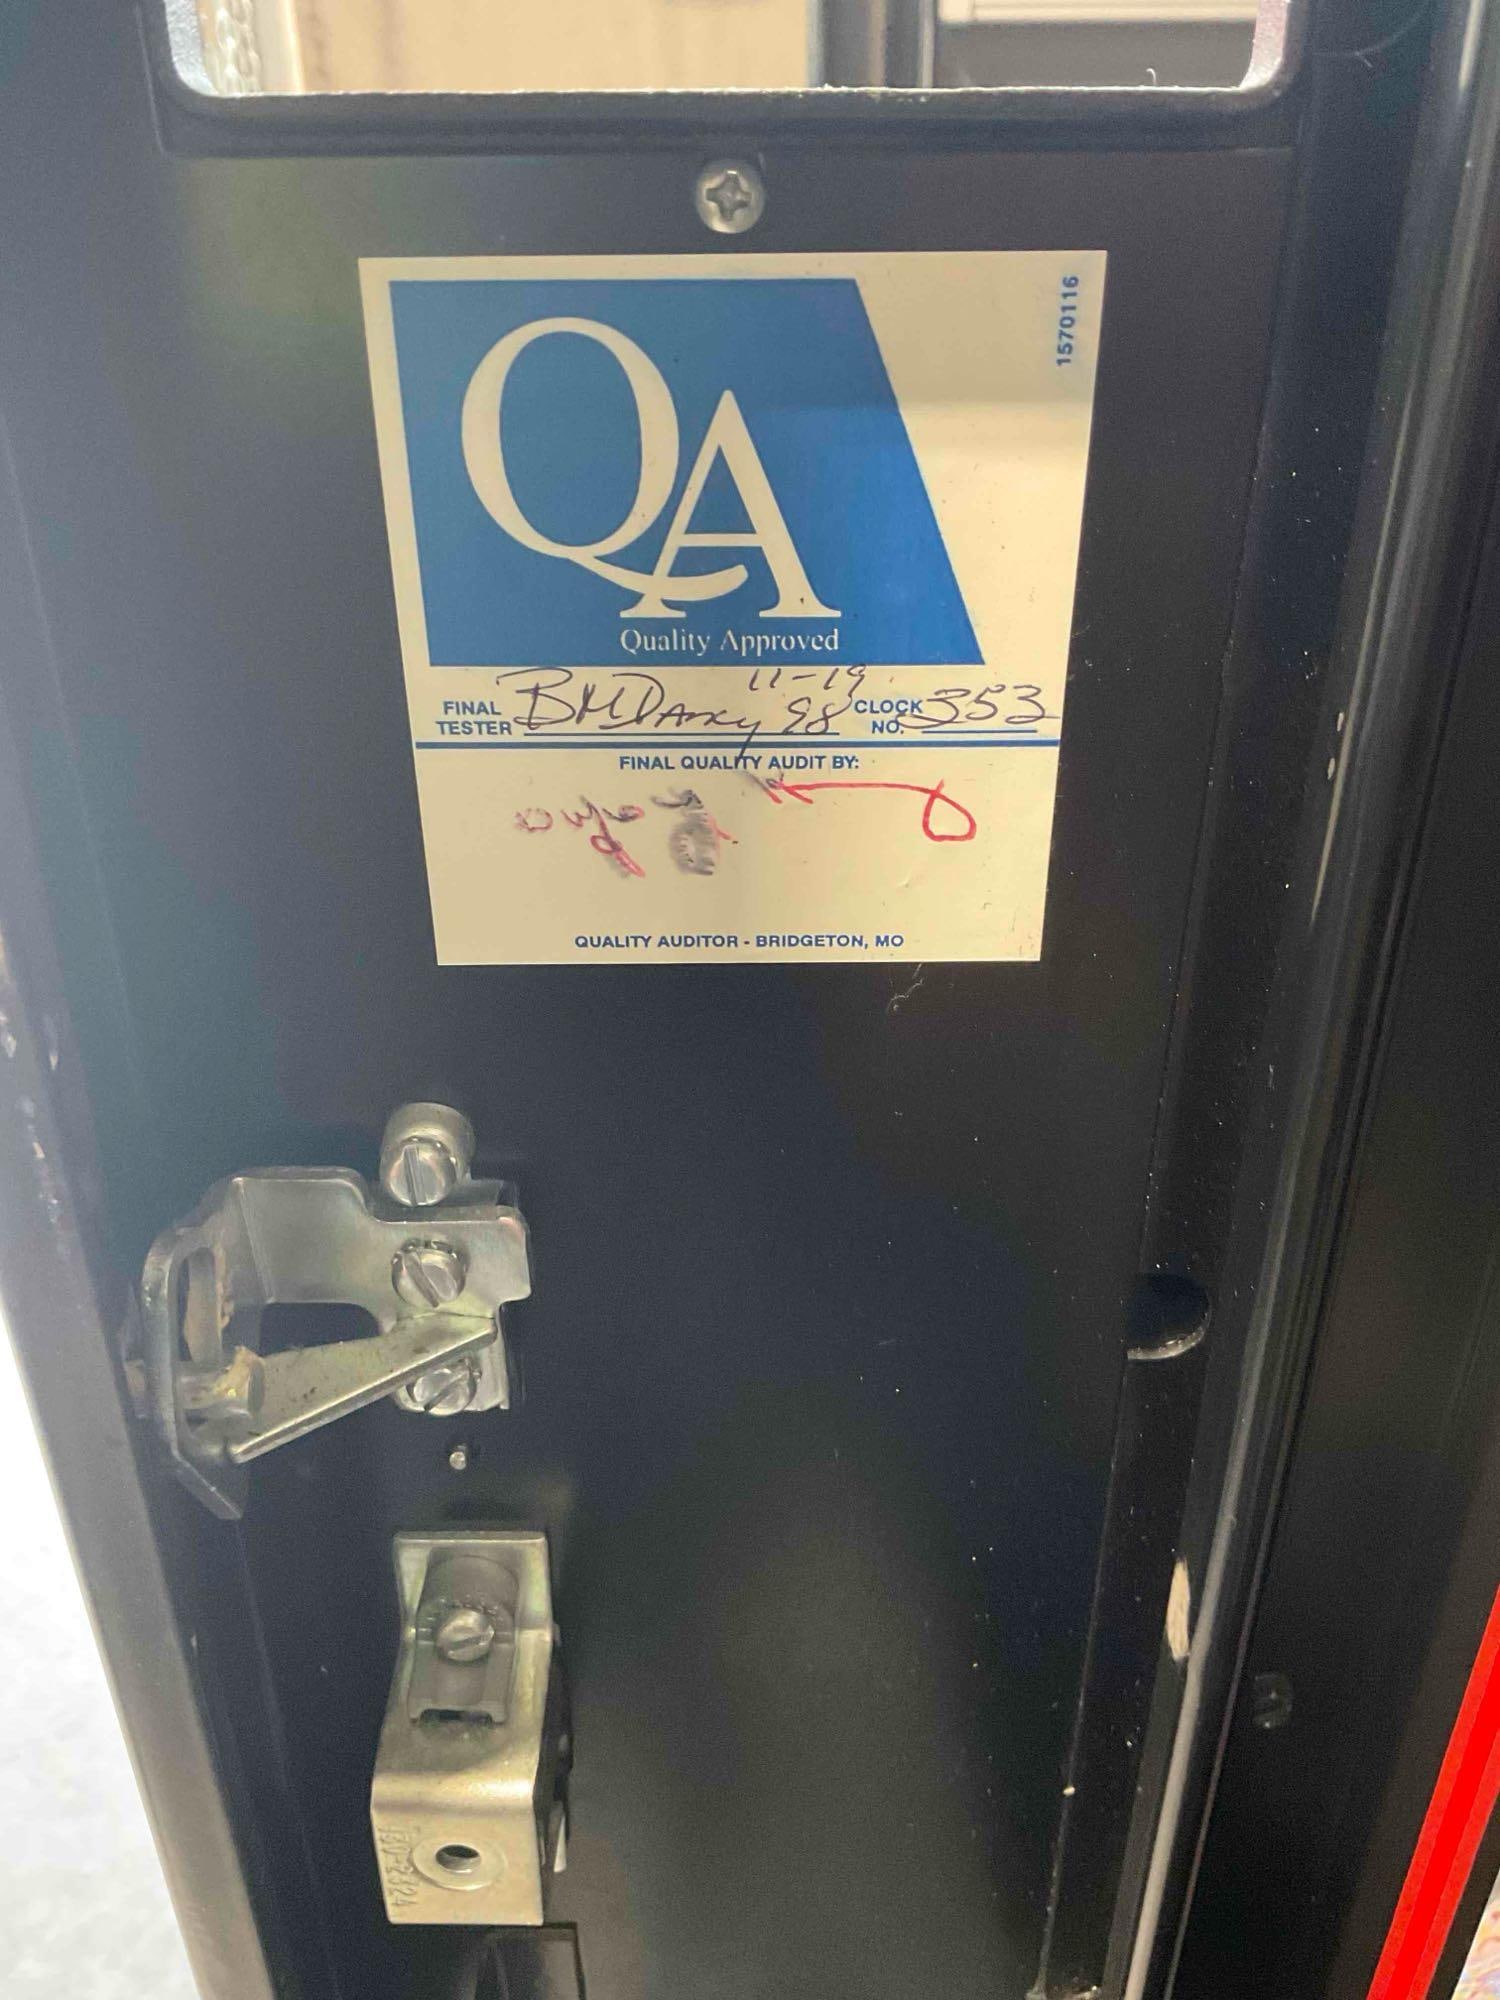 1570116
QA
Quality Approved
11-19
FINAL TESTER 98 CLOCK NO. 353
FINAL QUALITY AUDIT BY:
QUALITY AUDITOR - BRIDGETON, MO